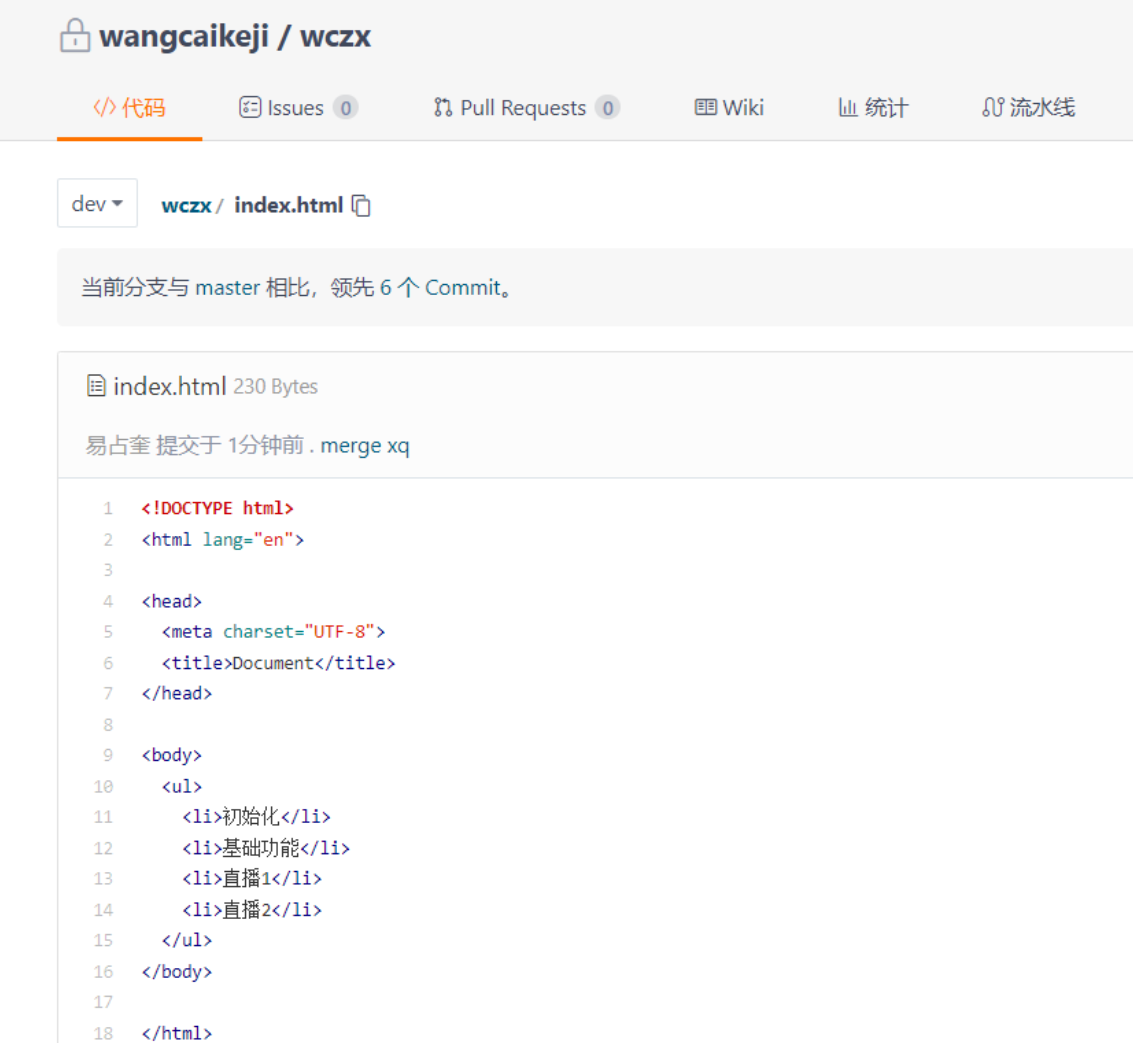 wangcaikeji / wczx
</> 代码 Issues 0 Pull Requests 0 Wiki 统计 流水线
dev wczx / index.html
当前分支与 master 相比，领先 6 个 Commit。
index.html 230 Bytes
易占奎 提交于 1分钟前 . merge xq
1 <!DOCTYPE html>
2 <html lang="en">
3
4 <head>
5 <meta charset="UTF-8">
6 <title>Document</title>
7 </head>
8
9 <body>
10 <ul>
11 <li>初始化</li>
12 <li>基础功能</li>
13 <li>直播1</li>
14 <li>直播2</li>
15 </ul>
16 </body>
17
18 </html>